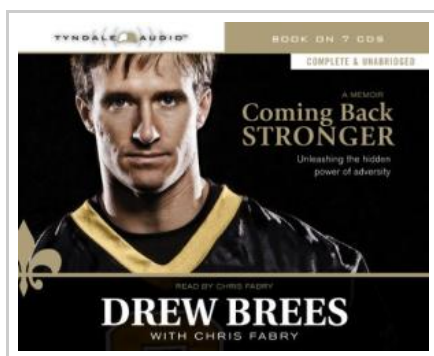 TYNDALE AUDIO™
BOOK ON 7 CDS
COMPLETE & UNABRIDGED
A MEMOIR
Coming Back
STRONGER
Unleashing the hidden
power of adversity
READ BY CHRIS FABRY
DREW BREES
WITH CHRIS FABRY